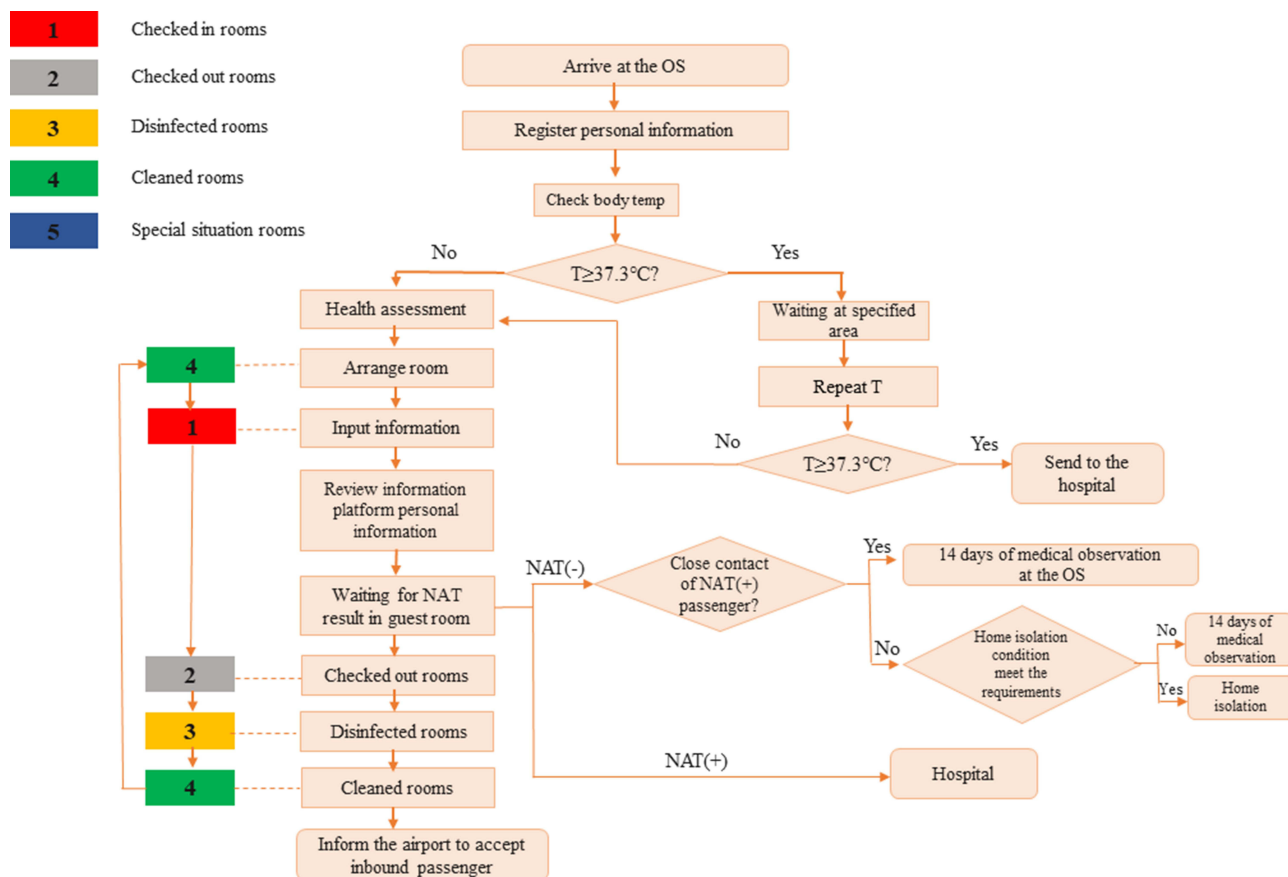 1
Checked in rooms
2
Checked out rooms
3
Disinfected rooms
4
Cleaned rooms
5
Special situation rooms
Arrive at the OS
Register personal information
Check body temp
No
T≥37.3°C?
Yes
Health assessment
Waiting at specified
area
4
Arrange room
Repeat T
1
Input information
No
T≥37.3°C?
Yes
Send to the
hospital
Review information
platform personal
information
NAT(-)
Close contact
of NAT(+)
passenger?
Yes
14 days of medical observation
at the OS
Waiting for NAT
result in guest room
No
Home isolation
condition
meet the
requirements
No
14 days of
medical
observation
Yes
Home
isolation
2
Checked out rooms
3
Disinfected rooms
NAT(+)
Hospital
4
Cleaned rooms
Inform the airport to accept
inbound passenger